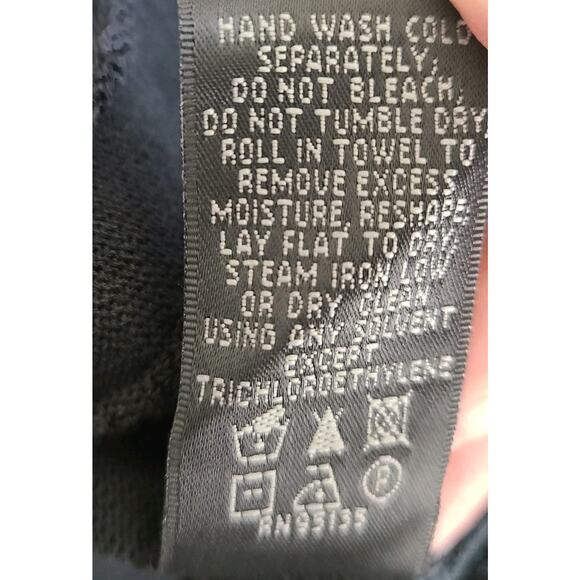 HAND WASH COLD
SEPARATELY,
DO NOT BLEACH,
DO NOT TUMBLE DRY,
ROLL IN TOWEL TO
REMOVE EXCESS
MOISTURE, RESHAPE
LAY FLAT TO DRY,
STEAM IRON LOW
OR DRY CLEAN
USING ANY SOLVENT
EXCEPT
TRICHLOROETHYLENE
P
RN93135